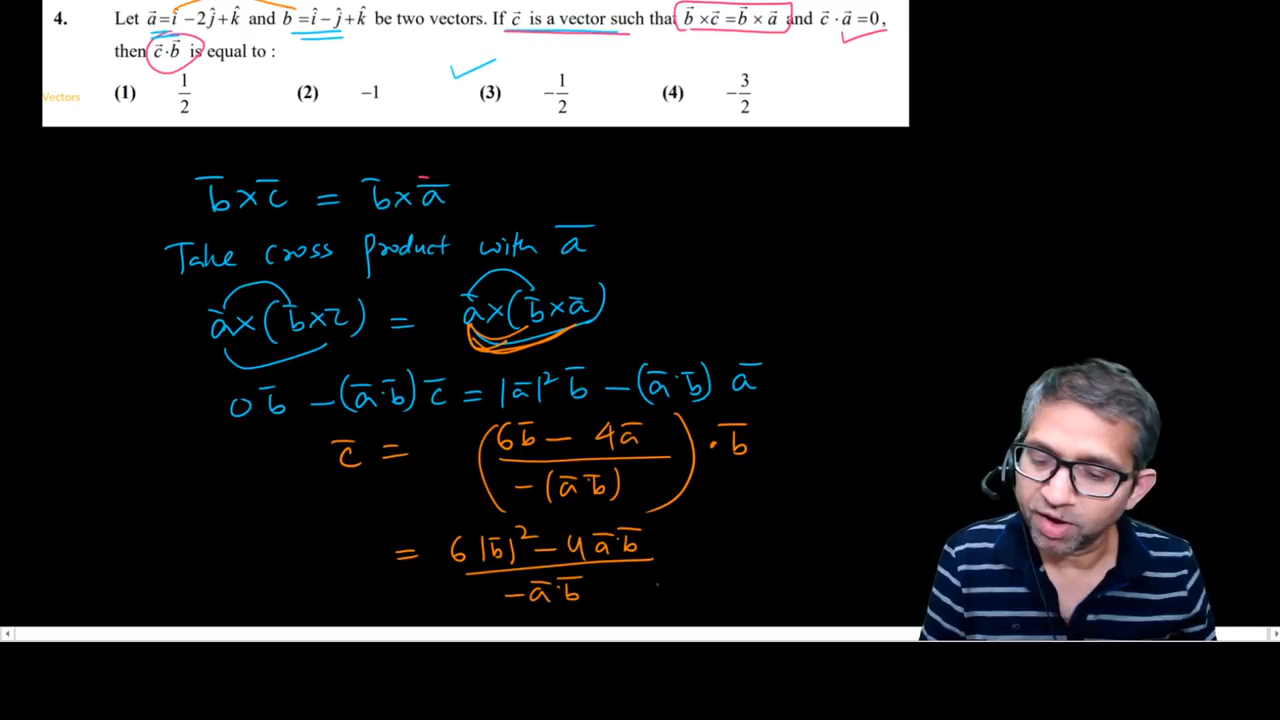 4. Let a⃗=î −2ĵ+k̂ and b⃗ =î−ĵ+k̂ be two vectors. If c⃗ is a vector such that b⃗ ×c⃗ =b⃗ × a⃗ and c⃗ · a⃗ =0,
then c⃗·b⃗ is equal to :
Vectors (1) 1/2 (2) −1 (3) −1/2 (4) −3/2
b̄ × c̄ = b̄ × ā
Take cross product with ā
ā×(b̄×c̄) = ā×(b̄×ā)
0b̄ −(ā·b̄) c̄ = |ā|² b̄ −(ā·b̄) ā
c̄ = ((6b̄ − 4ā)/(−(ā·b̄))) · b̄
= (6|b̄|² − 4ā·b̄)/(−ā·b̄)